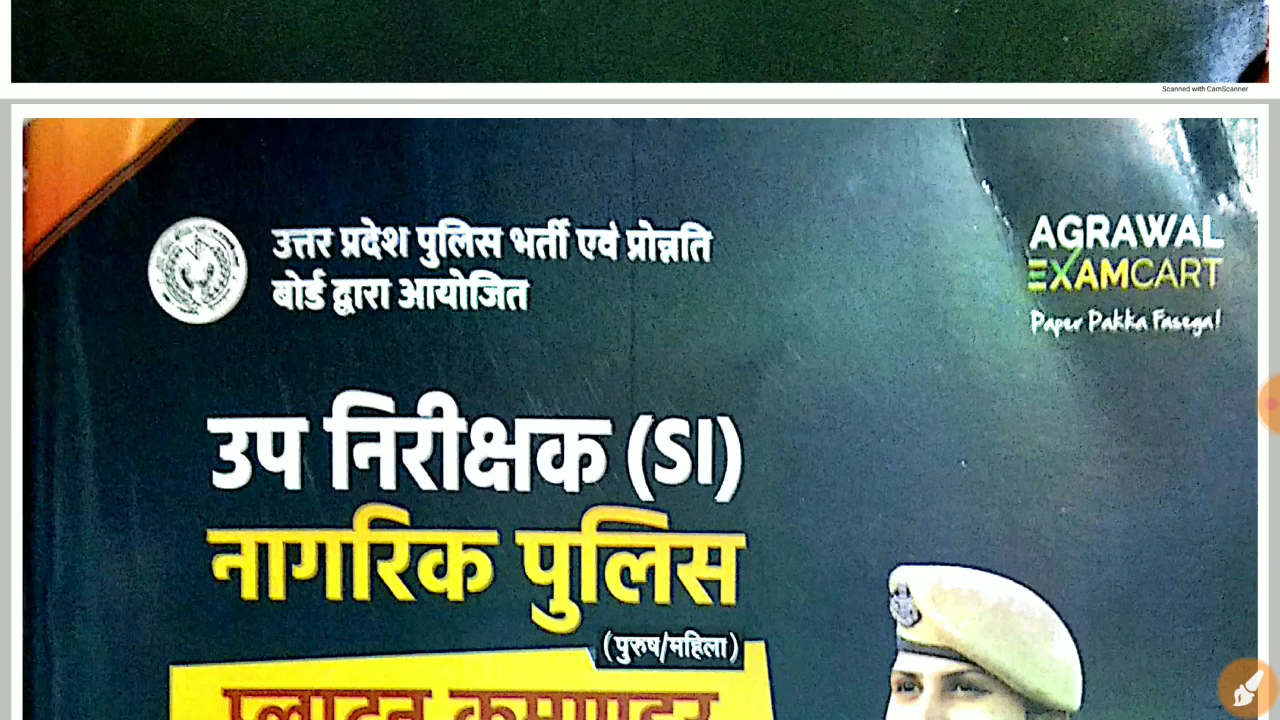 Scanned with CamScanner
उत्तर प्रदेश पुलिस भर्ती एवं प्रोन्नति
बोर्ड द्वारा आयोजित
AGRAWAL
EXAMCART
Paper Pakka Fasega!
उप निरीक्षक (SI)
नागरिक पुलिस
(पुरुष/महिला)